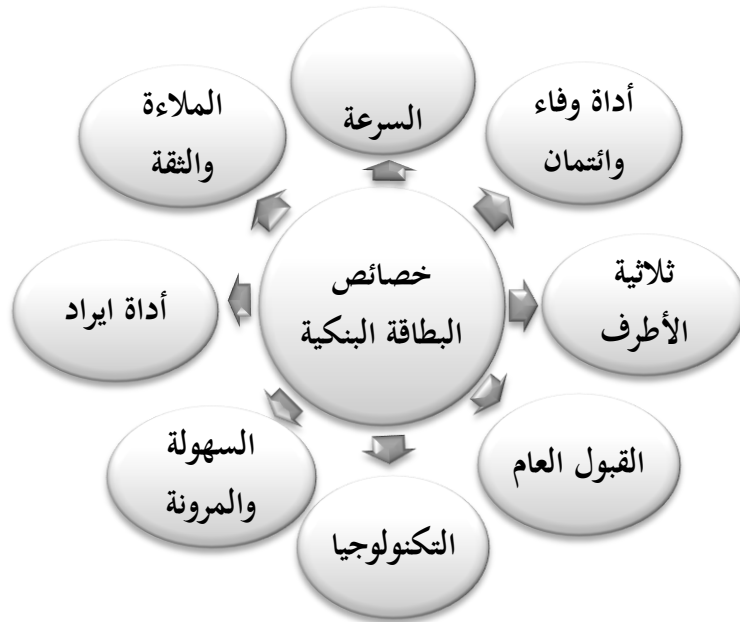 خصائص
البطاقة البنكية
السرعة
أداة وفاء
وائتمان
ثلاثية
الأطرف
القبول العام
التكنولوجيا
السهولة
والمرونة
أداة ايراد
الملاءة
والثقة